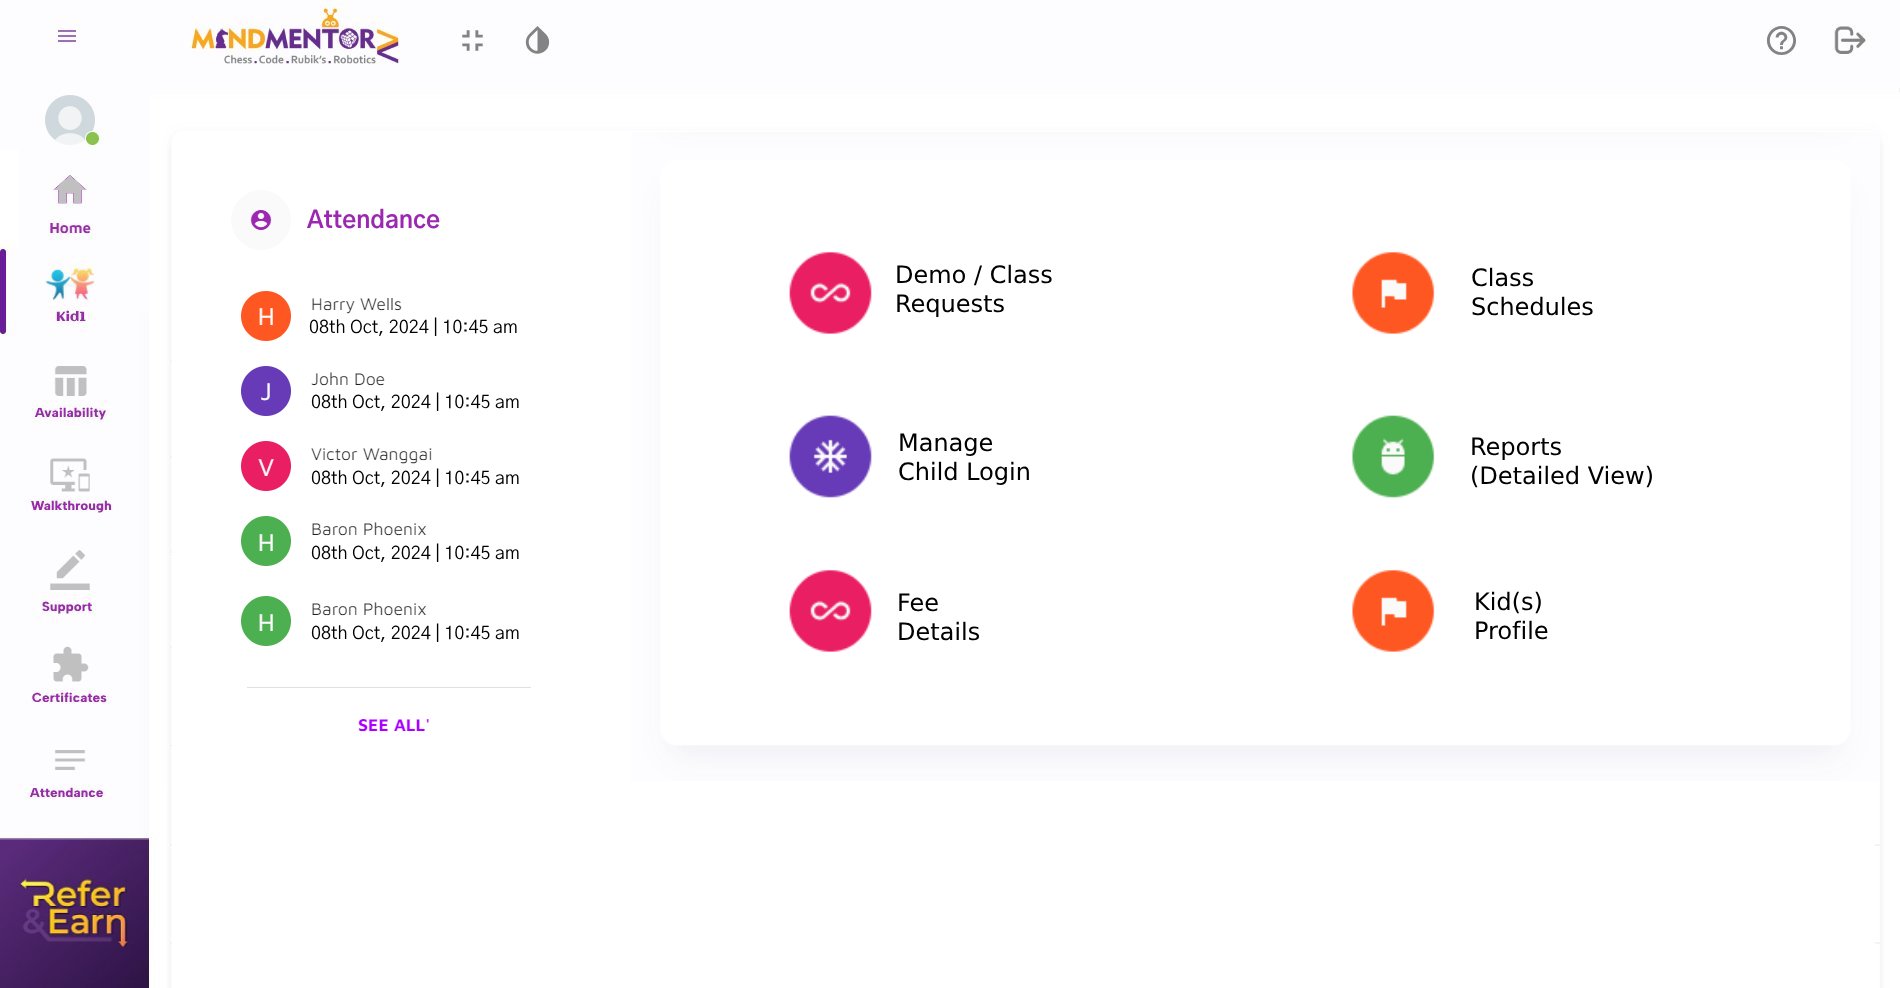 MINDMENTORZ
Chess.Code.Rubik's.Robotics
Home
Kid1
Availability
Walkthrough
Support
Certificates
Attendance
Refer
& Earn
Attendance
H
Harry Wells
08th Oct, 2024 | 10:45 am
J
John Doe
08th Oct, 2024 | 10:45 am
V
Victor Wanggai
08th Oct, 2024 | 10:45 am
H
Baron Phoenix
08th Oct, 2024 | 10:45 am
H
Baron Phoenix
08th Oct, 2024 | 10:45 am
SEE ALL'
Demo / Class
Requests
Class
Schedules
Manage
Child Login
Reports
(Detailed View)
Fee
Details
Kid(s)
Profile